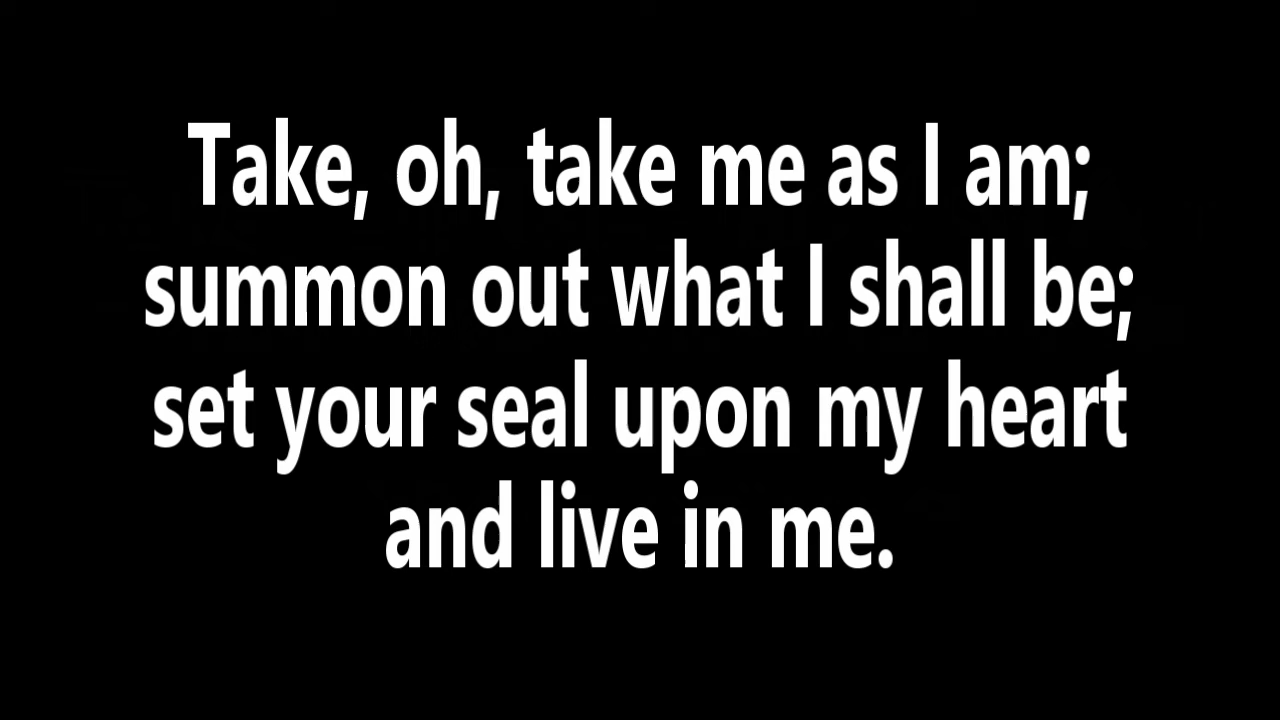 Take, oh, take me as I am;
summon out what I shall be;
set your seal upon my heart
and live in me.